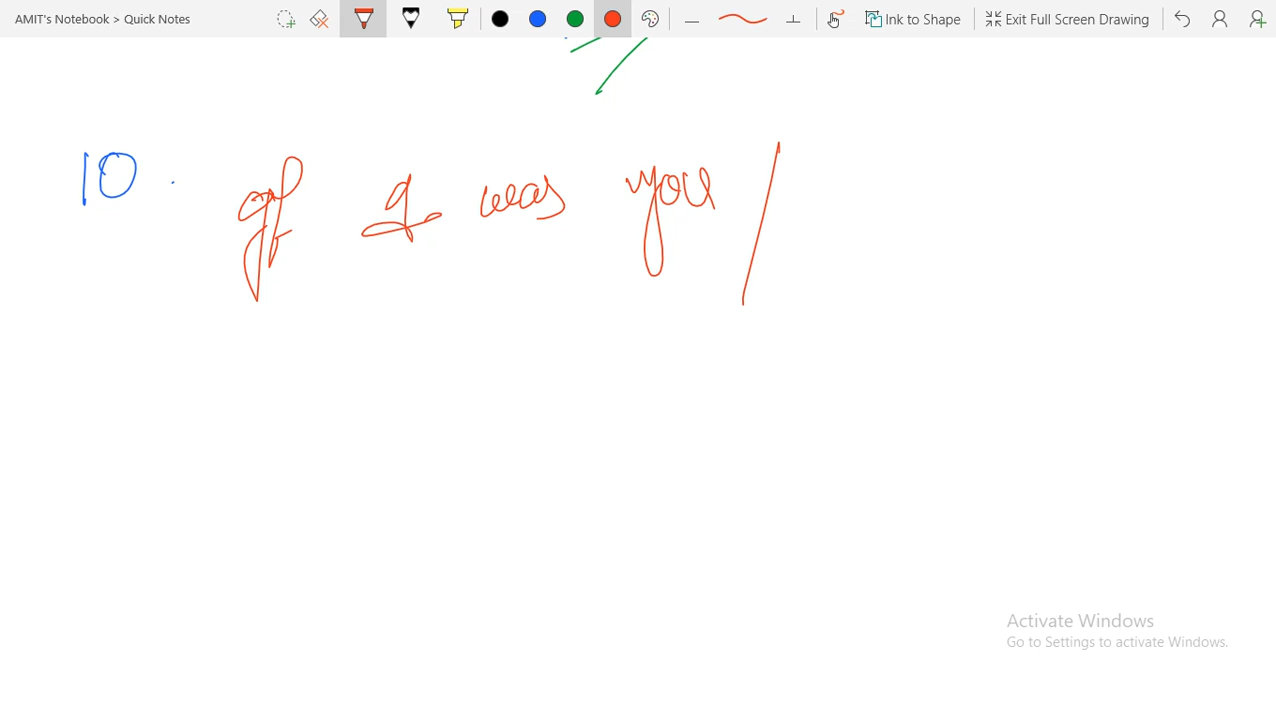 AMIT's Notebook > Quick Notes Ink to Shape Exit Full Screen Drawing
10. If I was you /
Activate Windows
Go to Settings to activate Windows.